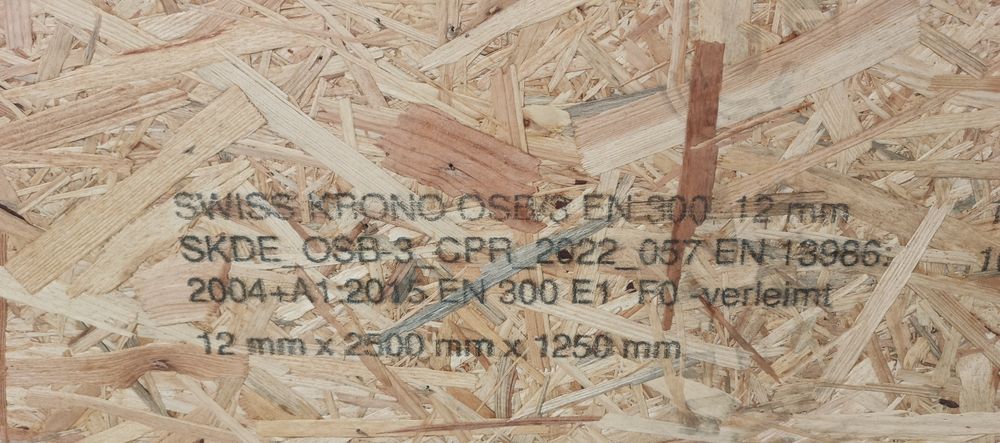 SWISS KRONO OSB/3 EN 300 12 mm
SKDE_OSB-3_CPR_2022_057 EN 13986:
2004+A1:2015 EN 300 E1 F0 -verleimt
12 mm x 2500 mm x 1250 mm